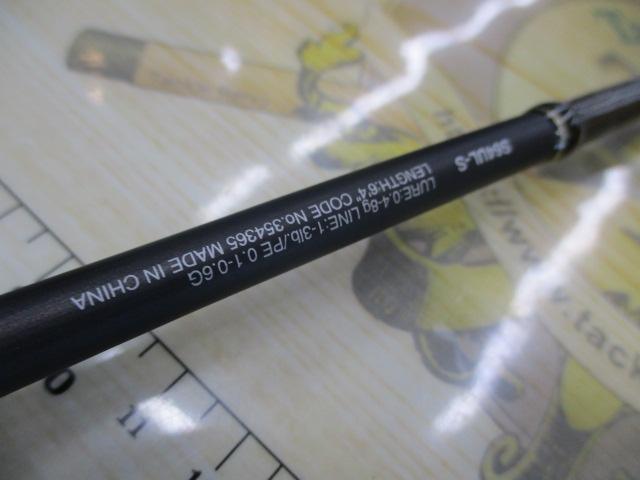 S64UL-S
LURE:0.4-8g LINE:1-3lb./PE 0.1-0.6G
LENGTH:6'4" CODE No.354365 MADE IN CHINA
11